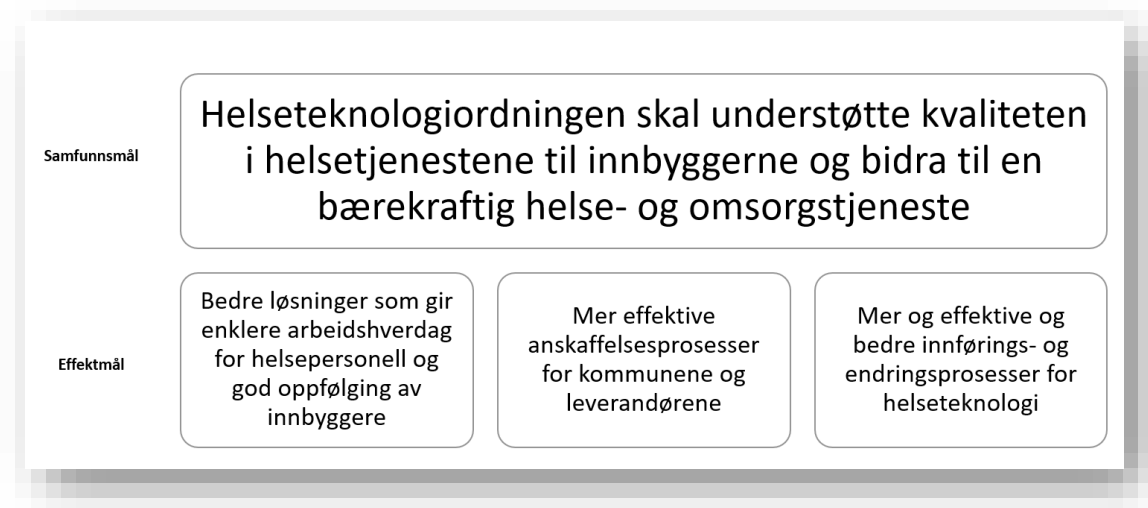 Samfunnsmål
Helseteknologiordningen skal understøtte kvaliteten
i helsetjenestene til innbyggerne og bidra til en
bærekraftig helse- og omsorgstjeneste
Effektmål
Bedre løsninger som gir
enklere arbeidshverdag
for helsepersonell og
god oppfølging av
innbyggere
Mer effektive
anskaffelsesprosesser
for kommunene og
leverandørene
Mer og effektive og
bedre innførings- og
endringsprosesser for
helseteknologi